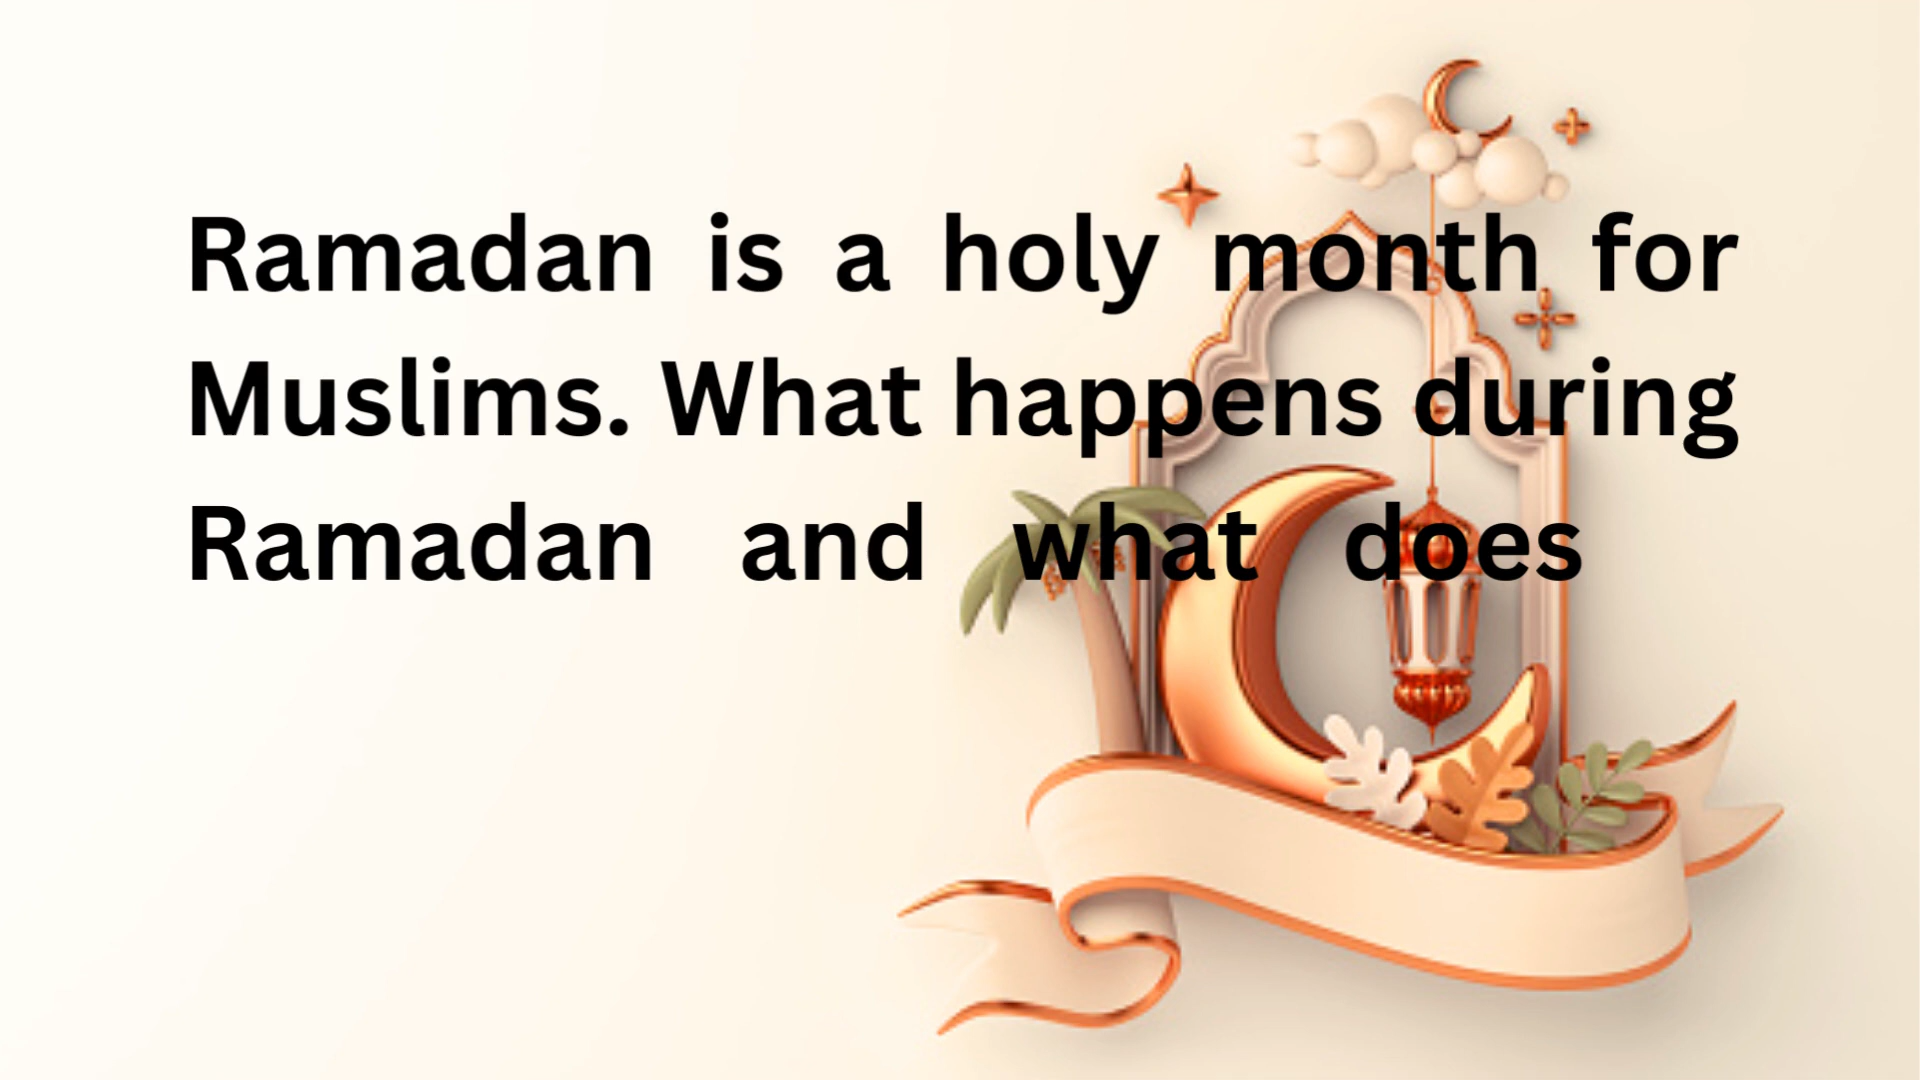 Ramadan is a holy month for
Muslims. What happens during
Ramadan and what does